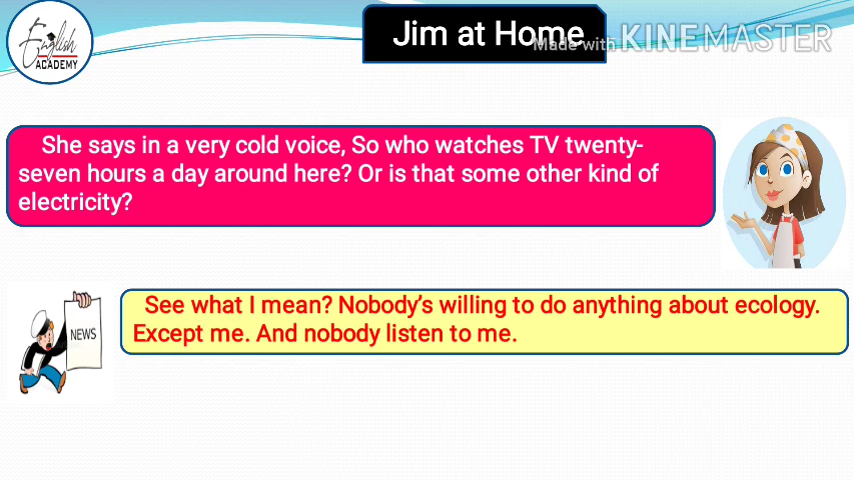 English
ACADEMY
Jim at Home
Made with KINEMASTER
She says in a very cold voice, So who watches TV twenty-
seven hours a day around here? Or is that some other kind of
electricity?
NEWS
See what I mean? Nobody's willing to do anything about ecology.
Except me. And nobody listen to me.